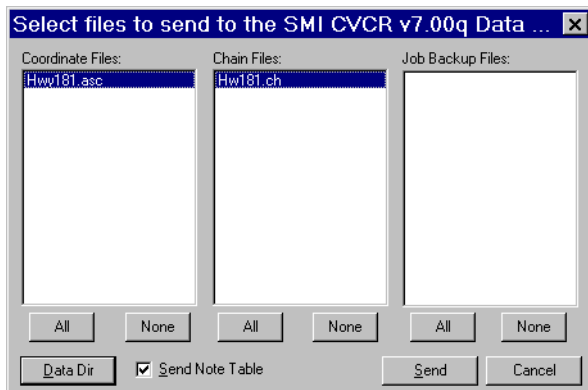 Select files to send to the SMI CVCR v7.00q Data ...
Coordinate Files: Chain Files: Job Backup Files:
Hwy181.asc Hw181.ch
All None All None All None
Data Dir Send Note Table Send Cancel